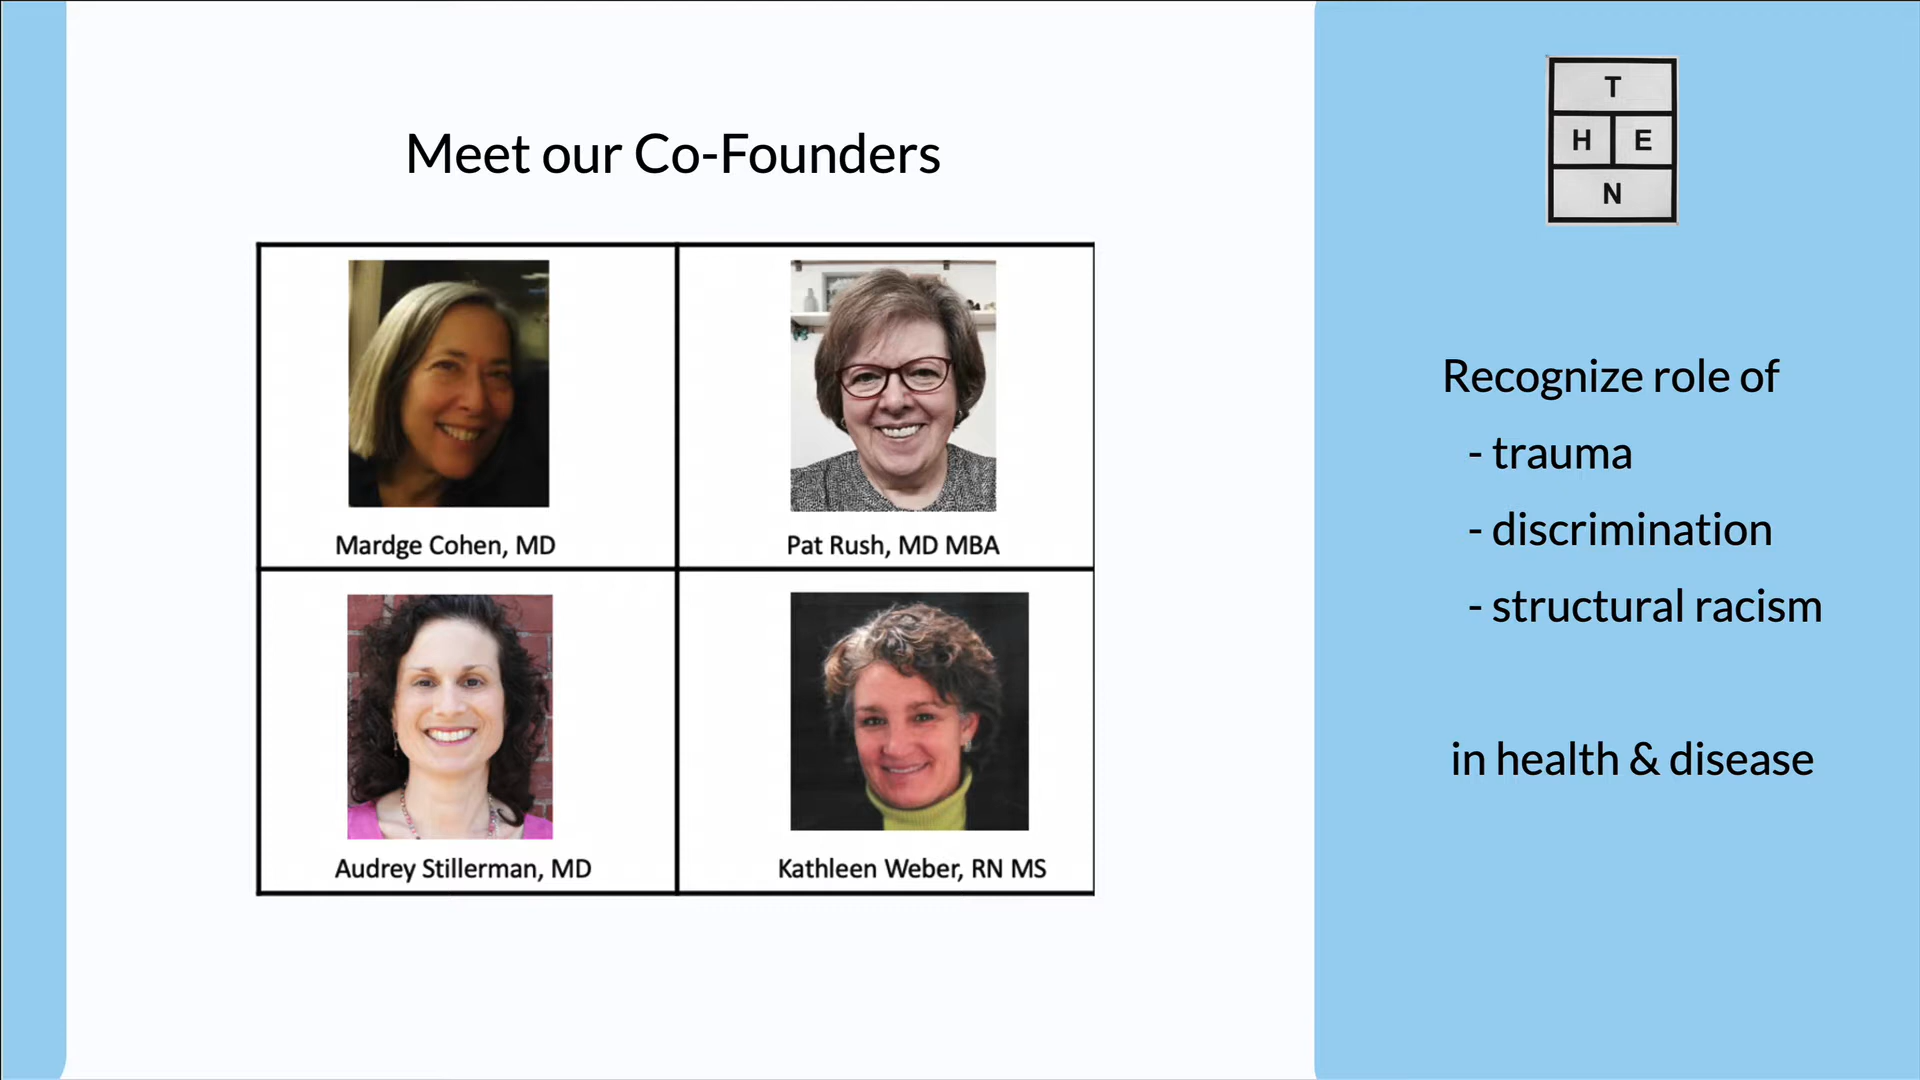 Meet our Co-Founders
Mardge Cohen, MD
Pat Rush, MD MBA
Audrey Stillerman, MD
Kathleen Weber, RN MS
T
H E
N
Recognize role of
- trauma
- discrimination
- structural racism
in health & disease